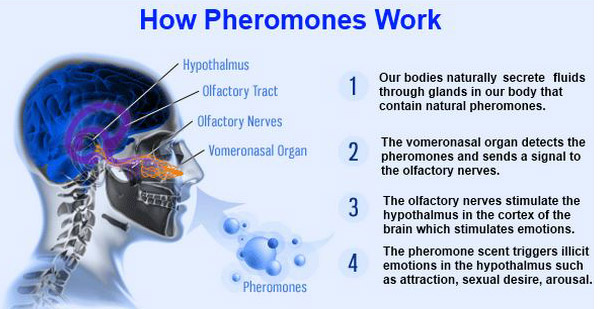 How Pheromones Work
Hypothalmus
Olfactory Tract
Olfactory Nerves
Vomeronasal Organ
Pheromones
1
Our bodies naturally secrete fluids
through glands in our body that
contain natural pheromones.
2
The vomeronasal organ detects the
pheromones and sends a signal to
the olfactory nerves.
3
The olfactory nerves stimulate the
hypothalmus in the cortex of the
brain which stimulates emotions.
4
The pheromone scent triggers illicit
emotions in the hypothalmus such
as attraction, sexual desire, arousal.